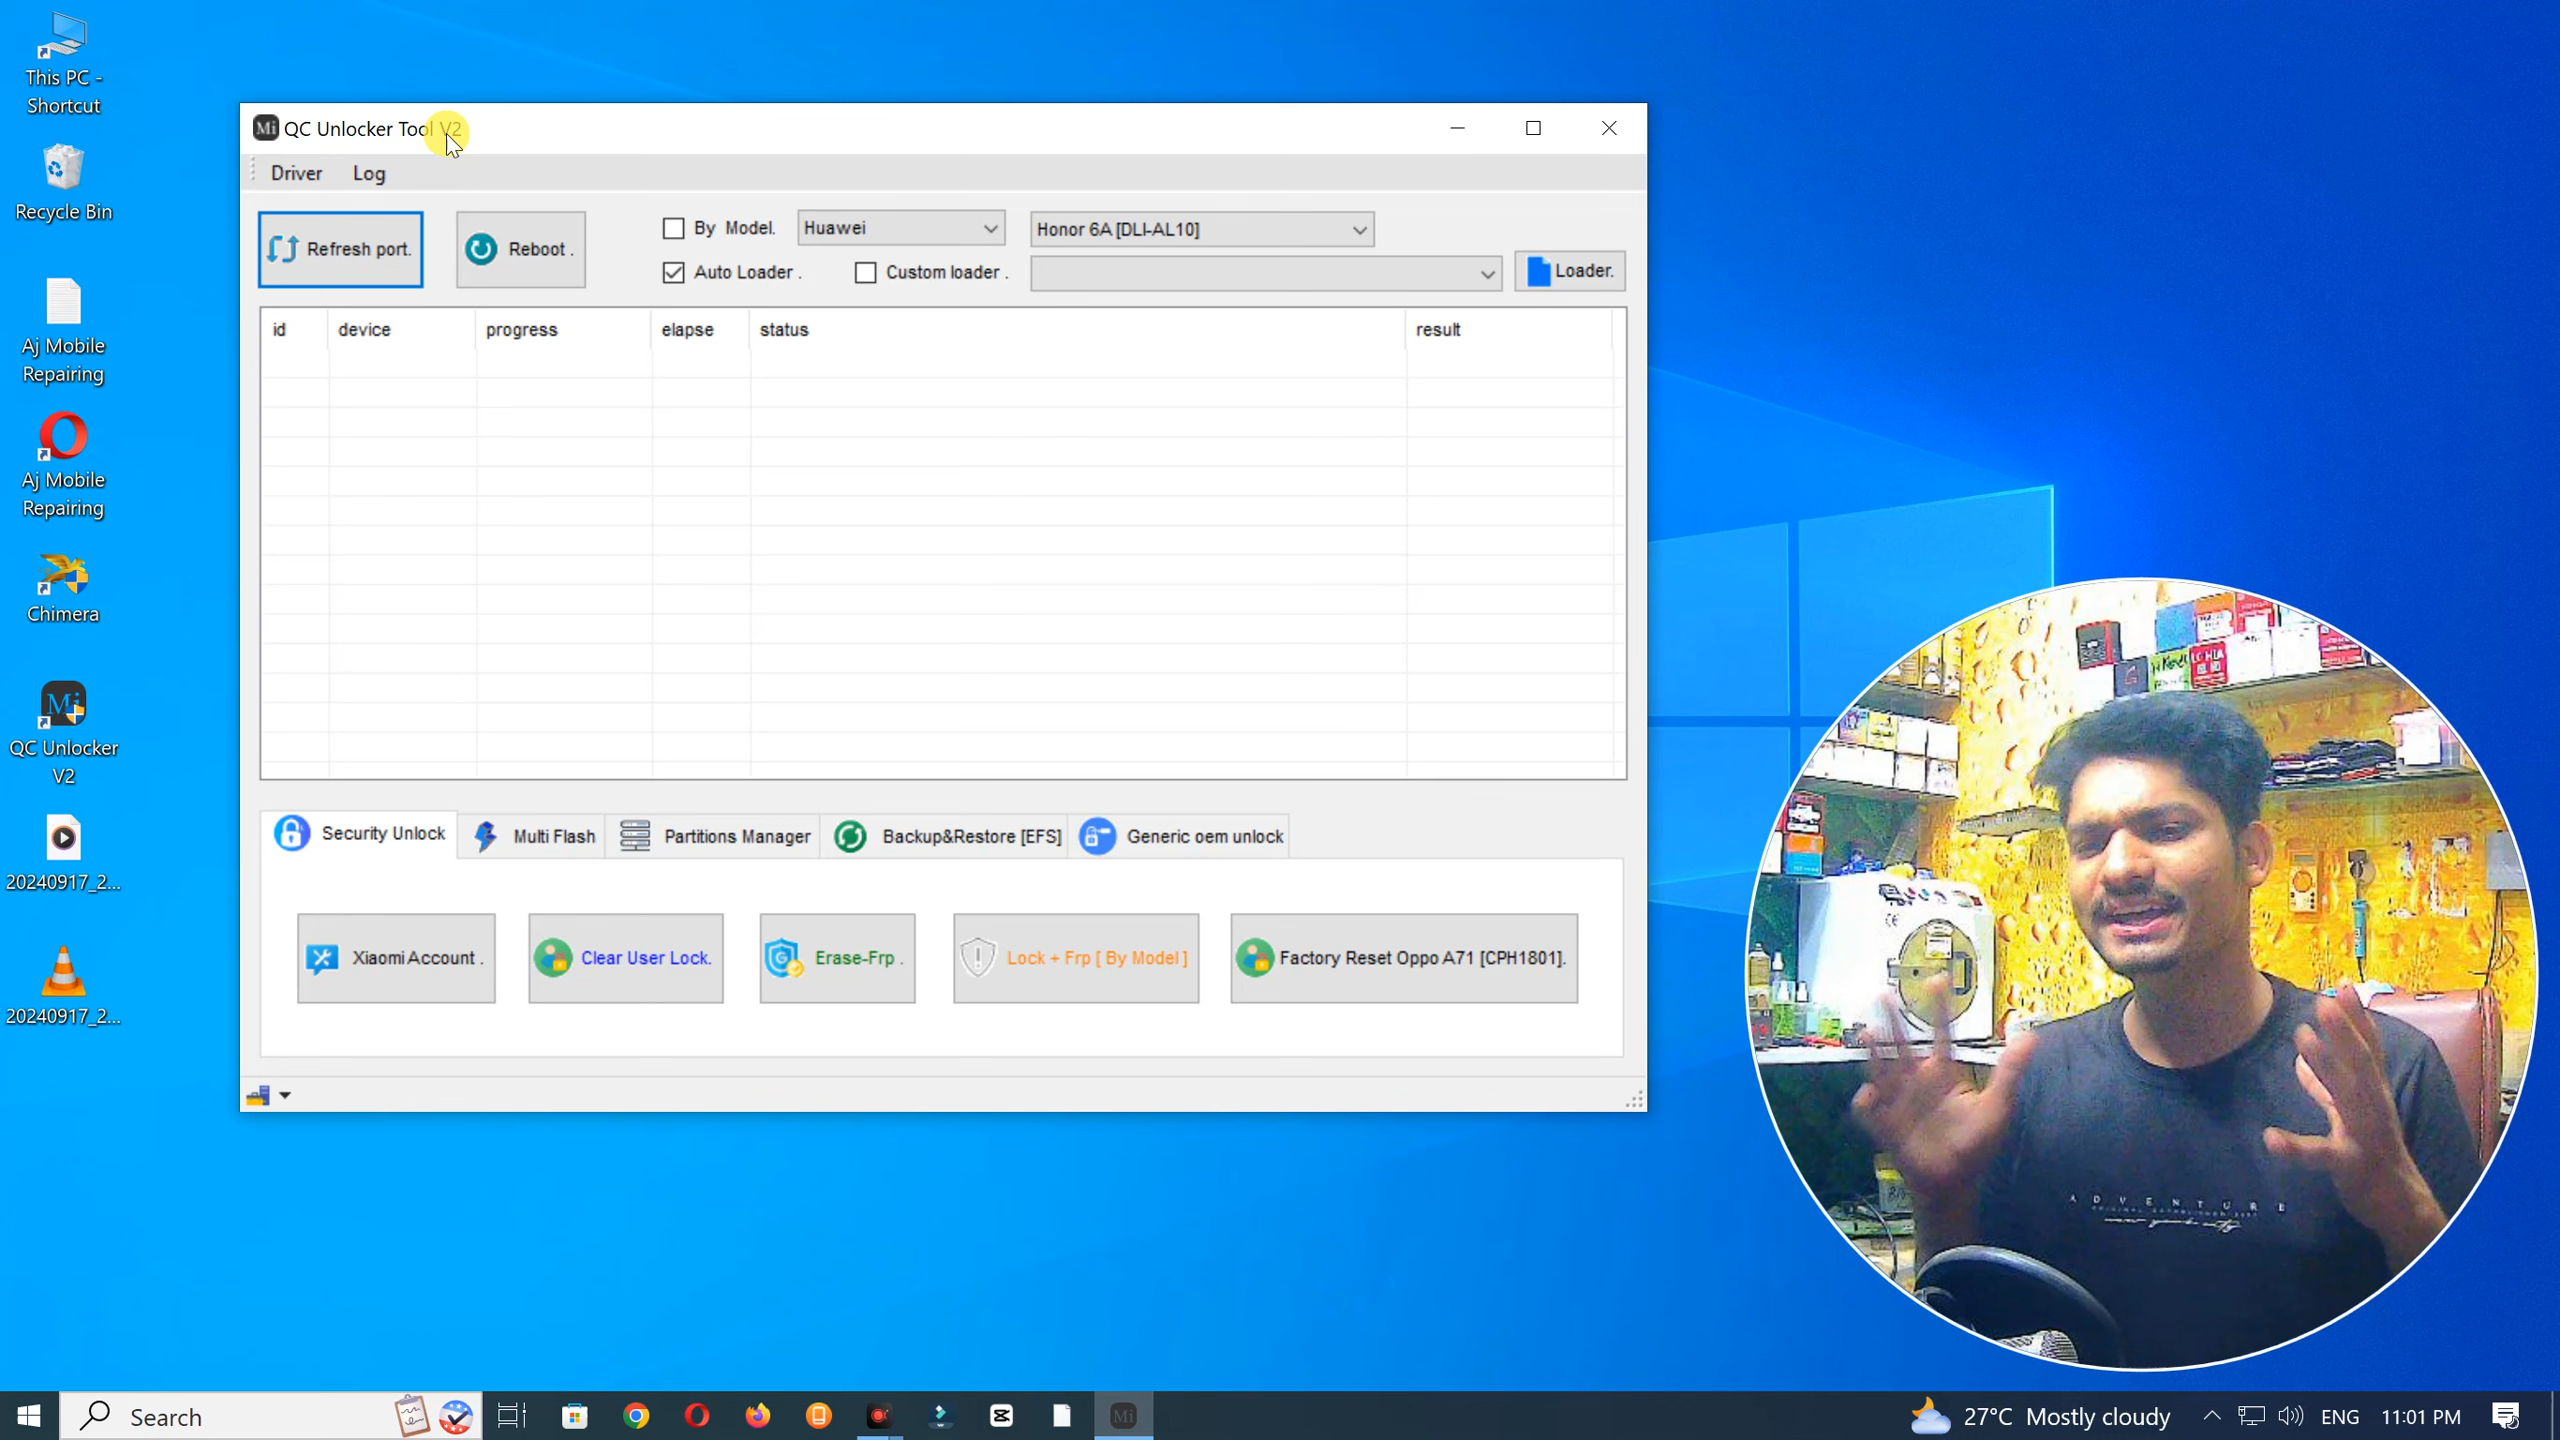 This PC -
Shortcut
Recycle Bin
Aj Mobile
Repairing
Aj Mobile
Repairing
Chimera
Mi
QC Unlocker
V2
20240917_2...
20240917_2...
Mi QC Unlocker Tool V2
Driver Log
Refresh port.
Reboot .
By Model.
Huawei
Honor 6A [DLI-AL10]
Auto Loader .
Custom loader .
Loader.
id device progress elapse status result
Security Unlock
Multi Flash
Partitions Manager
Backup&Restore [EFS]
Generic oem unlock
Xiaomi Account .
Clear User Lock.
Erase-Frp .
Lock + Frp [ By Model ]
Factory Reset Oppo A71 [CPH1801].
ADVENTURE
Search
Mi
27°C Mostly cloudy
ENG
11:01 PM